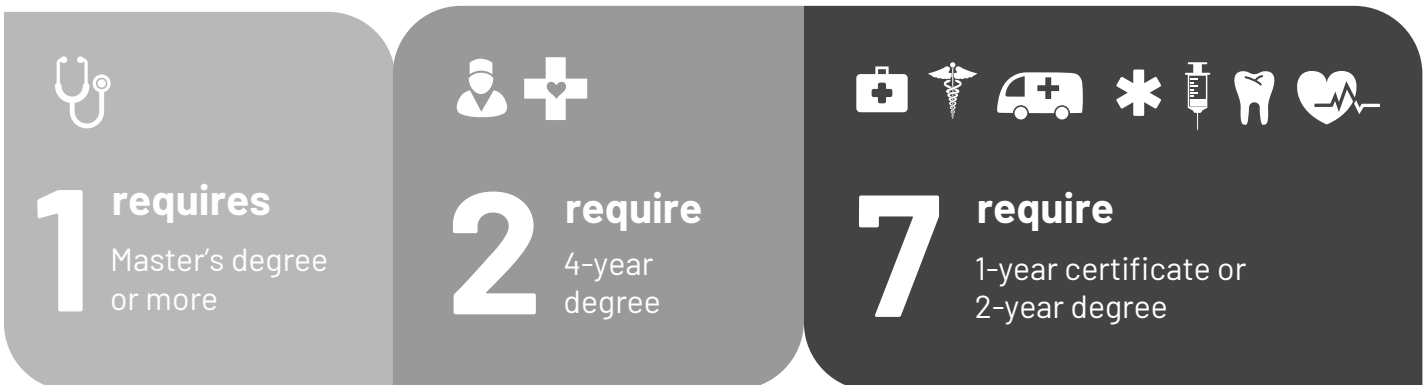 1 requires
Master’s degree
or more
2 require
4-year
degree
7 require
1-year certificate or
2-year degree